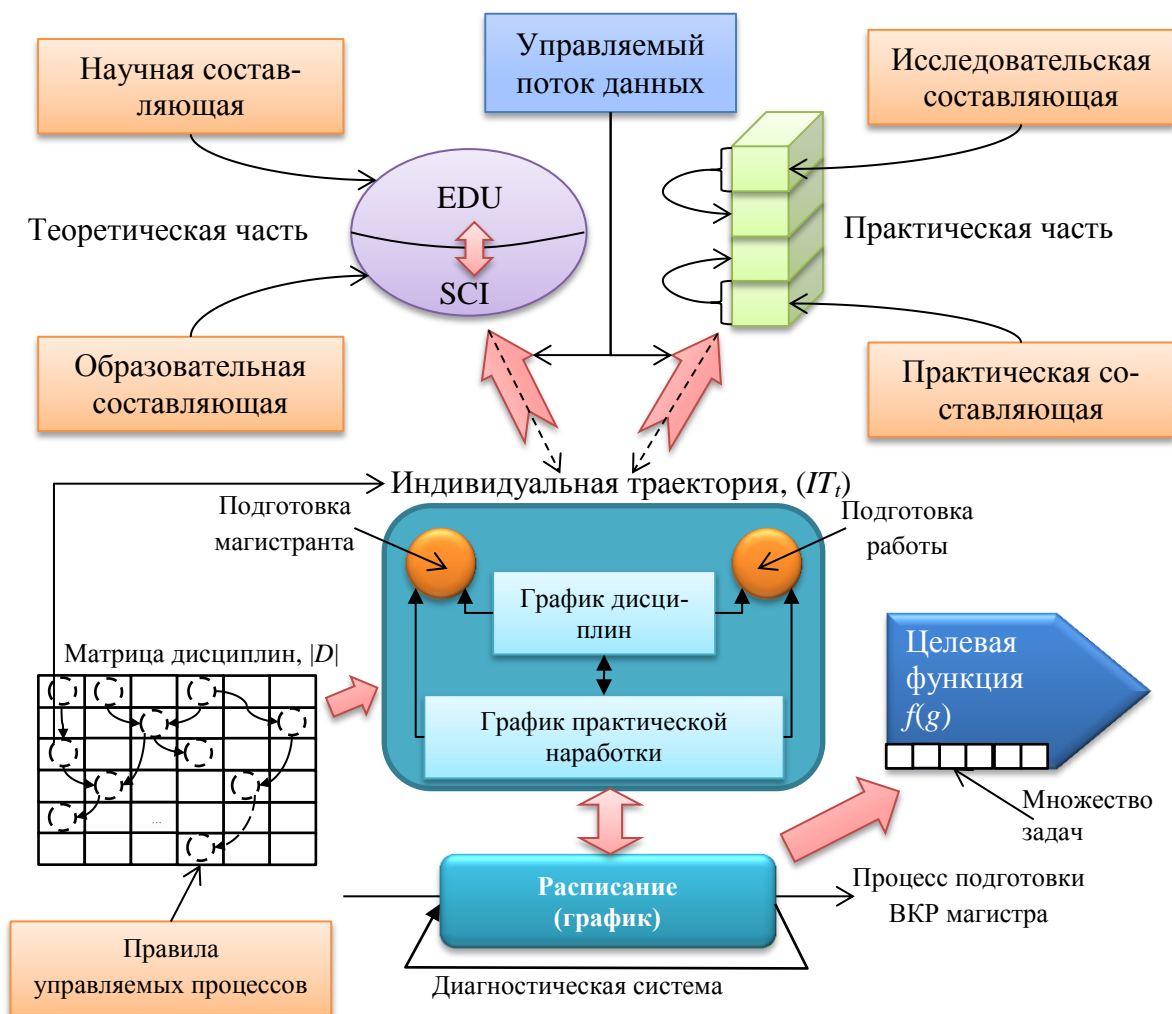 Управляемый
поток данных
Научная состав-
ляющая
Исследовательская
составляющая
EDU
SCI
Теоретическая часть
Практическая часть
Образовательная
составляющая
Практическая со-
ставляющая
Индивидуальная траектория, (ITt)
Подготовка
магистранта
Подготовка
работы
График дисци-
плин
График практической
наработки
Матрица дисциплин, |D|
...
Целевая
функция
f(g)
Множество
задач
Расписание
(график)
Процесс подготовки
ВКР магистра
Правила
управляемых процессов
Диагностическая система